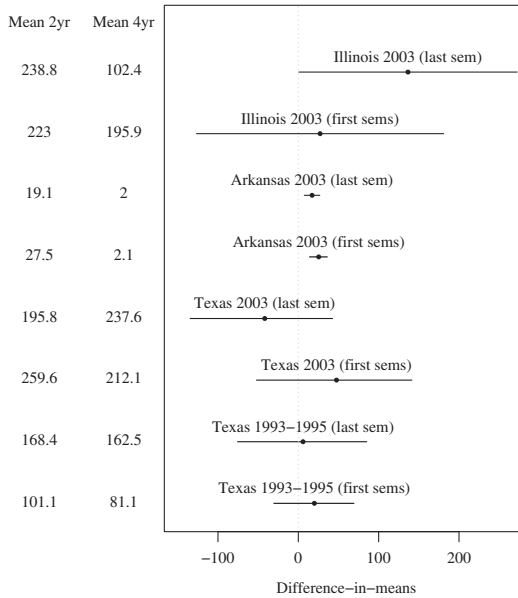 Mean 2yr Mean 4yr
Illinois 2003 (last sem)
238.8 102.4
Illinois 2003 (first sems)
223 195.9
Arkansas 2003 (last sem)
19.1 2
Arkansas 2003 (first sems)
27.5 2.1
Texas 2003 (last sem)
195.8 237.6
Texas 2003 (first sems)
259.6 212.1
Texas 1993−1995 (last sem)
168.4 162.5
Texas 1993−1995 (first sems)
101.1 81.1
−100 0 100 200
Difference−in−means